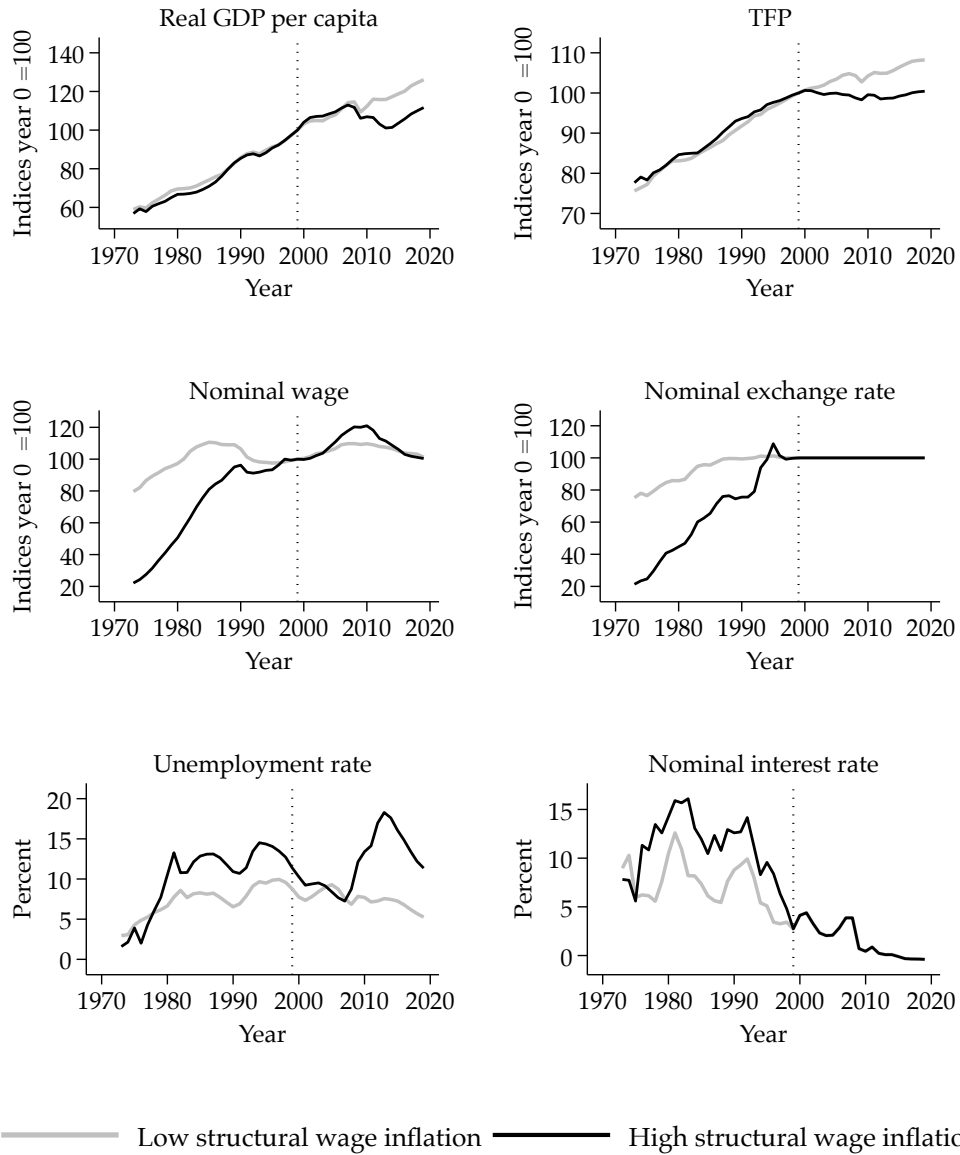 Real GDP per capita
Indices year 0 =100
140
120
100
80
60
1970 1980 1990 2000 2010 2020
Year
TFP
Indices year 0 =100
110
100
90
80
70
1970 1980 1990 2000 2010 2020
Year
Nominal wage
Indices year 0 =100
120
100
80
60
40
20
1970 1980 1990 2000 2010 2020
Year
Nominal exchange rate
Indices year 0 =100
120
100
80
60
40
20
1970 1980 1990 2000 2010 2020
Year
Unemployment rate
Percent
20
15
10
5
0
1970 1980 1990 2000 2010 2020
Year
Nominal interest rate
Percent
15
10
5
0
1970 1980 1990 2000 2010 2020
Year
Low structural wage inflation High structural wage inflatio